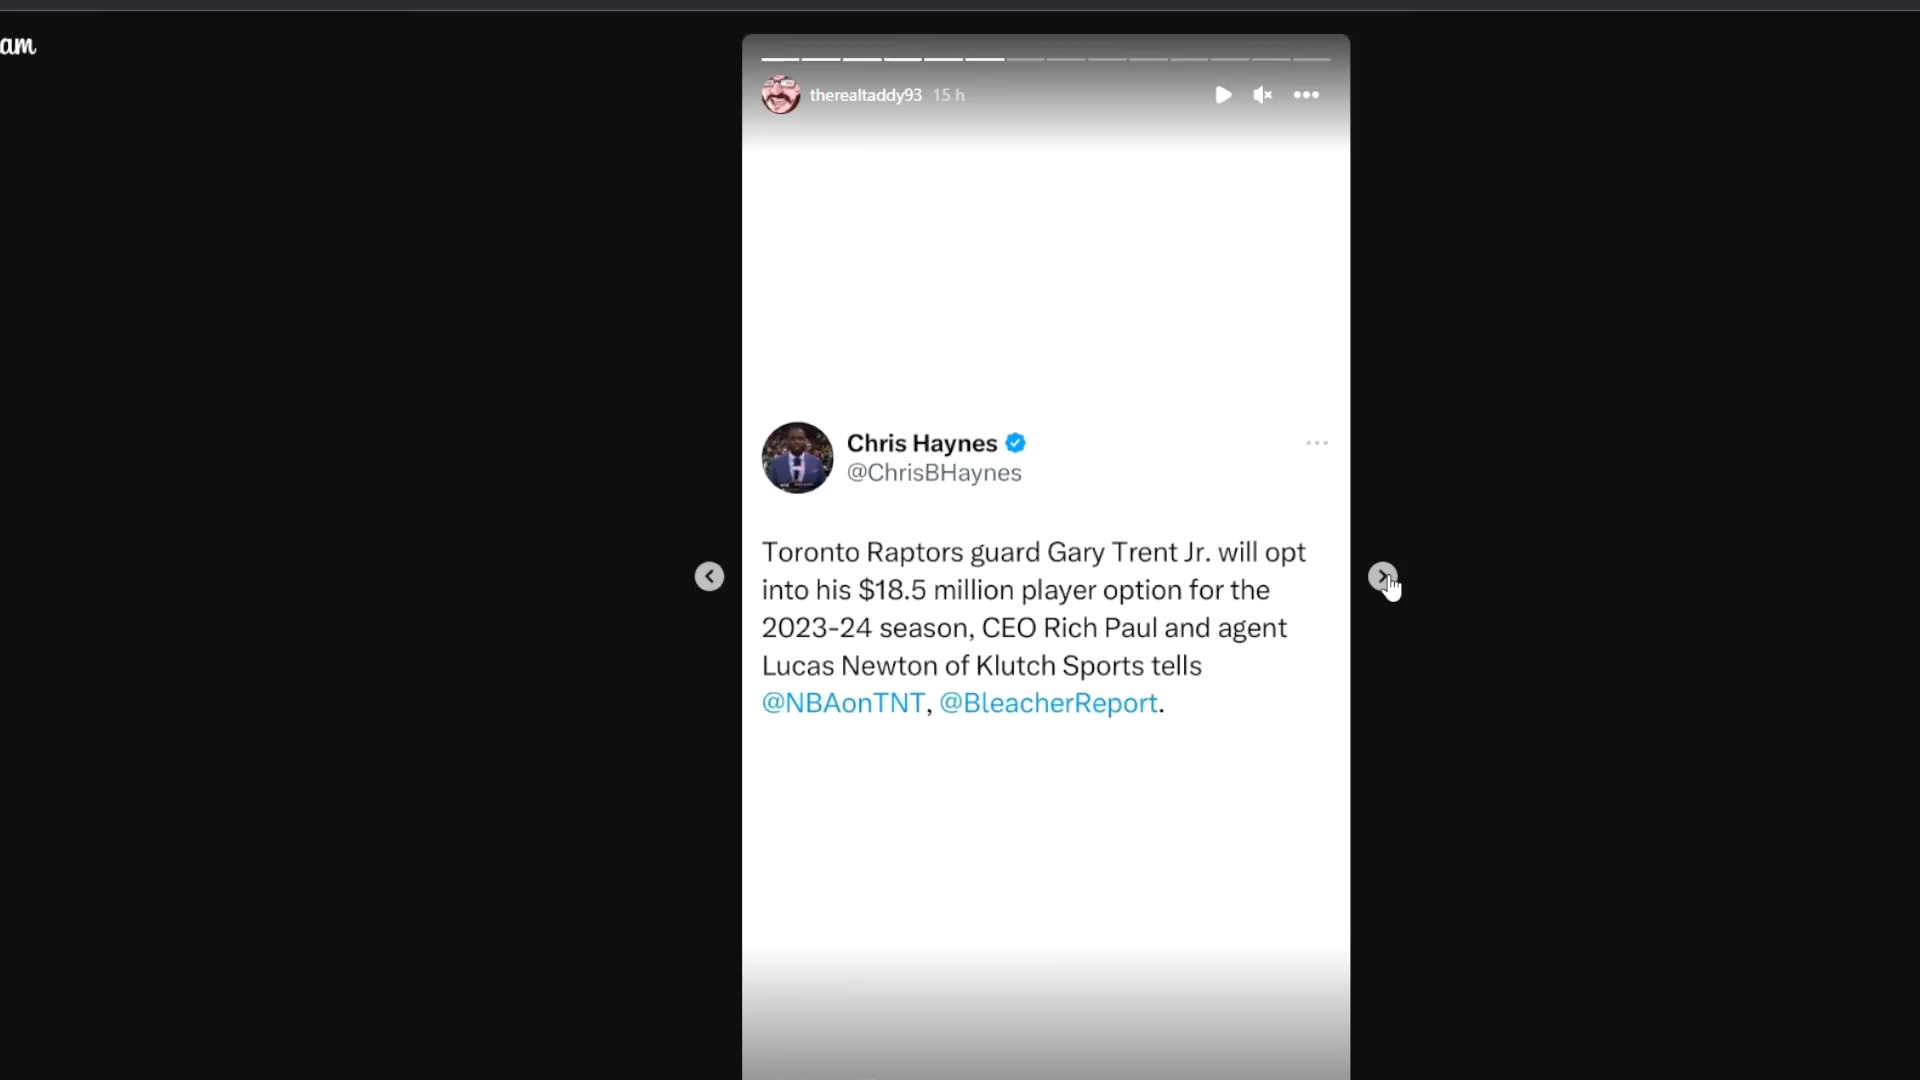 am
therealtaddy93 15 h
Chris Haynes
@ChrisBHaynes
Toronto Raptors guard Gary Trent Jr. will opt
into his $18.5 million player option for the
2023-24 season, CEO Rich Paul and agent
Lucas Newton of Klutch Sports tells
@NBAonTNT, @BleacherReport.